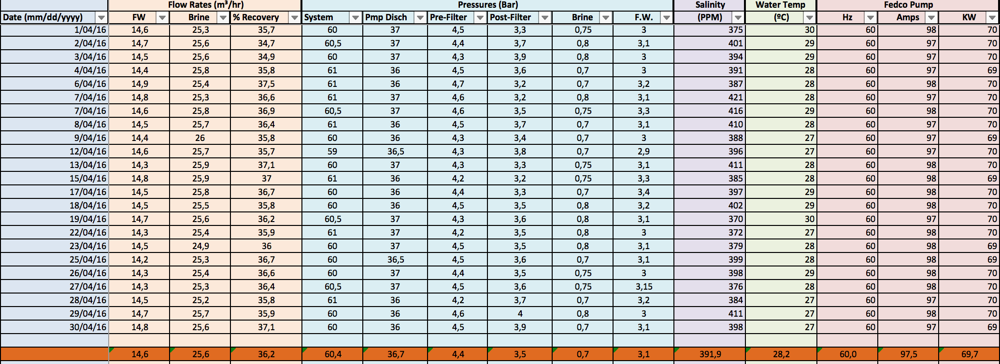 Flow Rates (m³/hr) Pressures (Bar) Salinity Water Temp Fedco Pump
Date (mm/dd/yyyy) FW Brine % Recovery System Pmp Disch Pre-Filter Post-Filter Brine F.W. (PPM) (ºC) Hz Amps KW
1/04/16 14,6 25,3 35,7 60 37 4,5 3,3 0,75 3 375 30 60 98 70
2/04/16 14,7 25,6 34,7 60,5 37 4,4 3,7 0,8 3,1 401 29 60 97 70
3/04/16 14,5 25,6 34,9 60 37 4,3 3,9 0,8 3 394 29 60 97 70
4/04/16 14,4 25,8 35,8 61 36 4,5 3,6 0,7 3 391 28 60 97 69
6/04/16 14,9 25,4 37,5 61 36 4,7 3,2 0,7 3,2 387 28 60 98 70
7/04/16 14,8 25,3 36,6 61 37 4,6 3,2 0,8 3,1 421 28 60 97 70
7/04/16 14,6 25,8 36,9 60,5 37 4,6 3,5 0,75 3,3 416 29 60 98 70
8/04/16 14,5 25,7 36,4 61 36 4,5 3,7 0,7 3,1 410 28 60 97 70
9/04/16 14,4 26 35,8 60 36 4,3 3,4 0,7 3 388 27 60 97 69
12/04/16 14,6 25,7 35,7 59 36,5 4,3 3,8 0,7 2,9 396 27 60 97 70
13/04/16 14,3 25,9 37,1 60 37 4,3 3,3 0,75 3,1 411 28 60 98 70
15/04/16 14,8 25,9 37 61 36 4,2 3,2 0,75 3,3 385 28 60 98 69
17/04/16 14,5 25,8 36,7 60 36 4,4 3,3 0,7 3,4 397 29 60 98 70
18/04/16 14,5 25,5 35,8 60 36 4,5 3,5 0,8 3,2 402 29 60 98 70
19/04/16 14,7 25,6 36,2 60,5 37 4,3 3,6 0,8 3,1 370 30 60 97 70
22/04/16 14,3 25,4 35,9 61 37 4,2 3,5 0,8 3 372 27 60 98 70
23/04/16 14,5 24,9 36 60 37 4,5 3,5 0,8 3,1 379 28 60 98 69
25/04/16 14,2 25,3 36,7 60 36,5 4,5 3,6 0,7 3,1 399 28 60 98 69
26/04/16 14,3 25,4 36,6 60 37 4,4 3,5 0,75 3 398 29 60 98 70
27/04/16 14,3 25,3 36,4 60,5 37 4,5 3,6 0,75 3,15 376 28 60 98 70
28/04/16 14,5 25,2 35,8 61 36 4,2 3,7 0,7 3,2 384 27 60 97 70
29/04/16 14,7 25,7 35,9 60 36 4,6 4 0,8 3 411 27 60 98 70
30/04/16 14,8 25,6 37,1 60 36 4,5 3,9 0,7 3,1 398 27 60 97 69
14,6 25,6 36,2 60,4 36,7 4,4 3,5 0,7 3,1 391,9 28,2 60,0 97,5 69,7